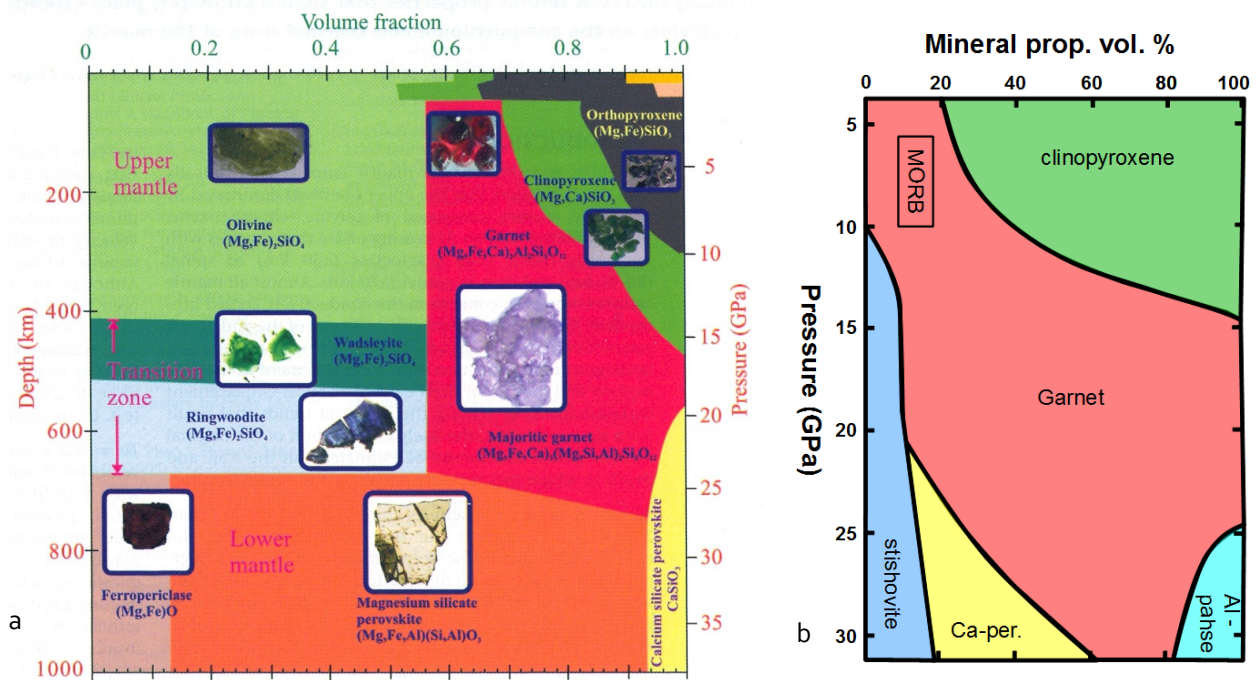 Volume fraction
0 0.2 0.4 0.6 0.8 1.0
Depth (km)
200
400
600
800
1000
Pressure (GPa)
5
10
15
20
25
30
35
Upper
mantle
Olivine
(Mg,Fe)₂SiO₄
Orthopyroxene
(Mg,Fe)SiO₃
Clinopyroxene
(Mg,Ca)SiO₃
Garnet
(Mg,Fe,Ca)₃Al₂Si₃O₁₂
Transition
zone
Wadsleyite
(Mg,Fe)₂SiO₄
Ringwoodite
(Mg,Fe)₂SiO₄
Majoritic garnet
(Mg,Fe,Ca)₃(Mg,Si,Al)₂Si₃O₁₂
Lower
mantle
Ferropericlase
(Mg,Fe)O
Magnesium silicate
perovskite
(Mg,Fe,Al)(Si,Al)O₃
Calcium silicate perovskite
CaSiO₃
a
Mineral prop. vol. %
0 20 40 60 80 100
Pressure (GPa)
5
10
15
20
25
30
MORB
clinopyroxene
Garnet
stishovite
Ca-per.
Al -
pahse
b